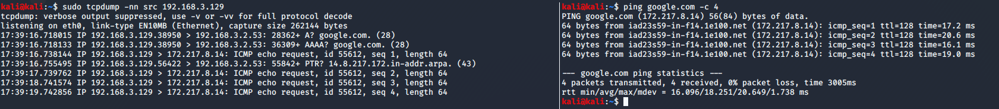 kali@kali:~$ sudo tcpdump -nn src 192.168.3.129
tcpdump: verbose output suppressed, use -v or -vv for full protocol decode
listening on eth0, link-type EN10MB (Ethernet), capture size 262144 bytes
17:39:16.718015 IP 192.168.3.129.38950 > 192.168.3.2.53: 28362+ A? google.com. (28)
17:39:16.718133 IP 192.168.3.129.38950 > 192.168.3.2.53: 36309+ AAAA? google.com. (28)
17:39:16.738144 IP 192.168.3.129 > 172.217.8.14: ICMP echo request, id 55612, seq 1, length 64
17:39:16.755495 IP 192.168.3.129.56422 > 192.168.3.2.53: 55842+ PTR? 14.8.217.172.in-addr.arpa. (43)
17:39:17.739762 IP 192.168.3.129 > 172.217.8.14: ICMP echo request, id 55612, seq 2, length 64
17:39:18.741574 IP 192.168.3.129 > 172.217.8.14: ICMP echo request, id 55612, seq 3, length 64
17:39:19.742856 IP 192.168.3.129 > 172.217.8.14: ICMP echo request, id 55612, seq 4, length 64
kali@kali:~$ ping google.com -c 4
PING google.com (172.217.8.14) 56(84) bytes of data.
64 bytes from iad23s59-in-f14.1e100.net (172.217.8.14): icmp_seq=1 ttl=128 time=17.2 ms
64 bytes from iad23s59-in-f14.1e100.net (172.217.8.14): icmp_seq=2 ttl=128 time=20.6 ms
64 bytes from iad23s59-in-f14.1e100.net (172.217.8.14): icmp_seq=3 ttl=128 time=16.1 ms
64 bytes from iad23s59-in-f14.1e100.net (172.217.8.14): icmp_seq=4 ttl=128 time=19.0 ms
--- google.com ping statistics ---
4 packets transmitted, 4 received, 0% packet loss, time 3005ms
rtt min/avg/max/mdev = 16.096/18.251/20.649/1.738 ms
kali@kali:~$